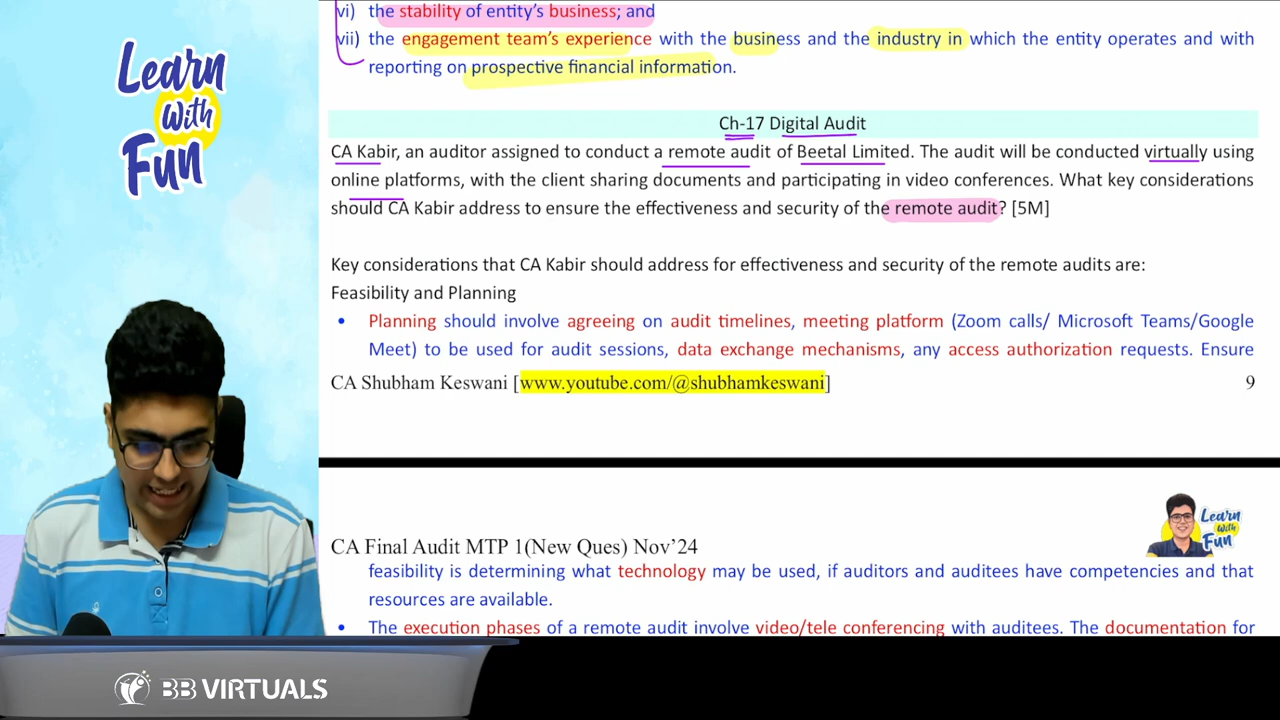 Learn
With
Fun
vi) the stability of entity's business; and
vii) the engagement team's experience with the business and the industry in which the entity operates and with
reporting on prospective financial information.
Ch-17 Digital Audit
CA Kabir, an auditor assigned to conduct a remote audit of Beetal Limited. The audit will be conducted virtually using
online platforms, with the client sharing documents and participating in video conferences. What key considerations
should CA Kabir address to ensure the effectiveness and security of the remote audit? [5M]
Key considerations that CA Kabir should address for effectiveness and security of the remote audits are:
Feasibility and Planning
• Planning should involve agreeing on audit timelines, meeting platform (Zoom calls/ Microsoft Teams/Google
Meet) to be used for audit sessions, data exchange mechanisms, any access authorization requests. Ensure
CA Shubham Keswani [www.youtube.com/@shubhamkeswani] 9
Learn
With
Fun
CA Final Audit MTP 1(New Ques) Nov'24
feasibility is determining what technology may be used, if auditors and auditees have competencies and that
resources are available.
• The execution phases of a remote audit involve video/tele conferencing with auditees. The documentation for
BB VIRTUALS